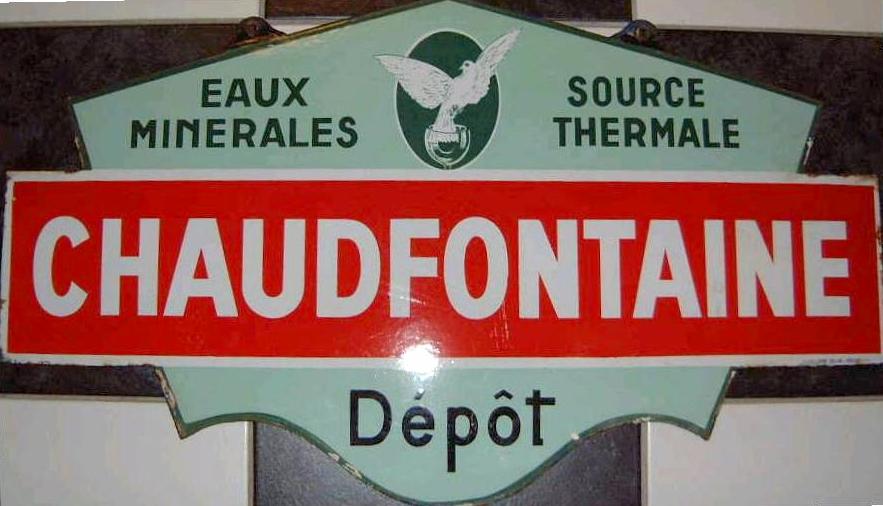 EAUX
MINERALES
SOURCE
THERMALE
CHAUDFONTAINE
Dépôt